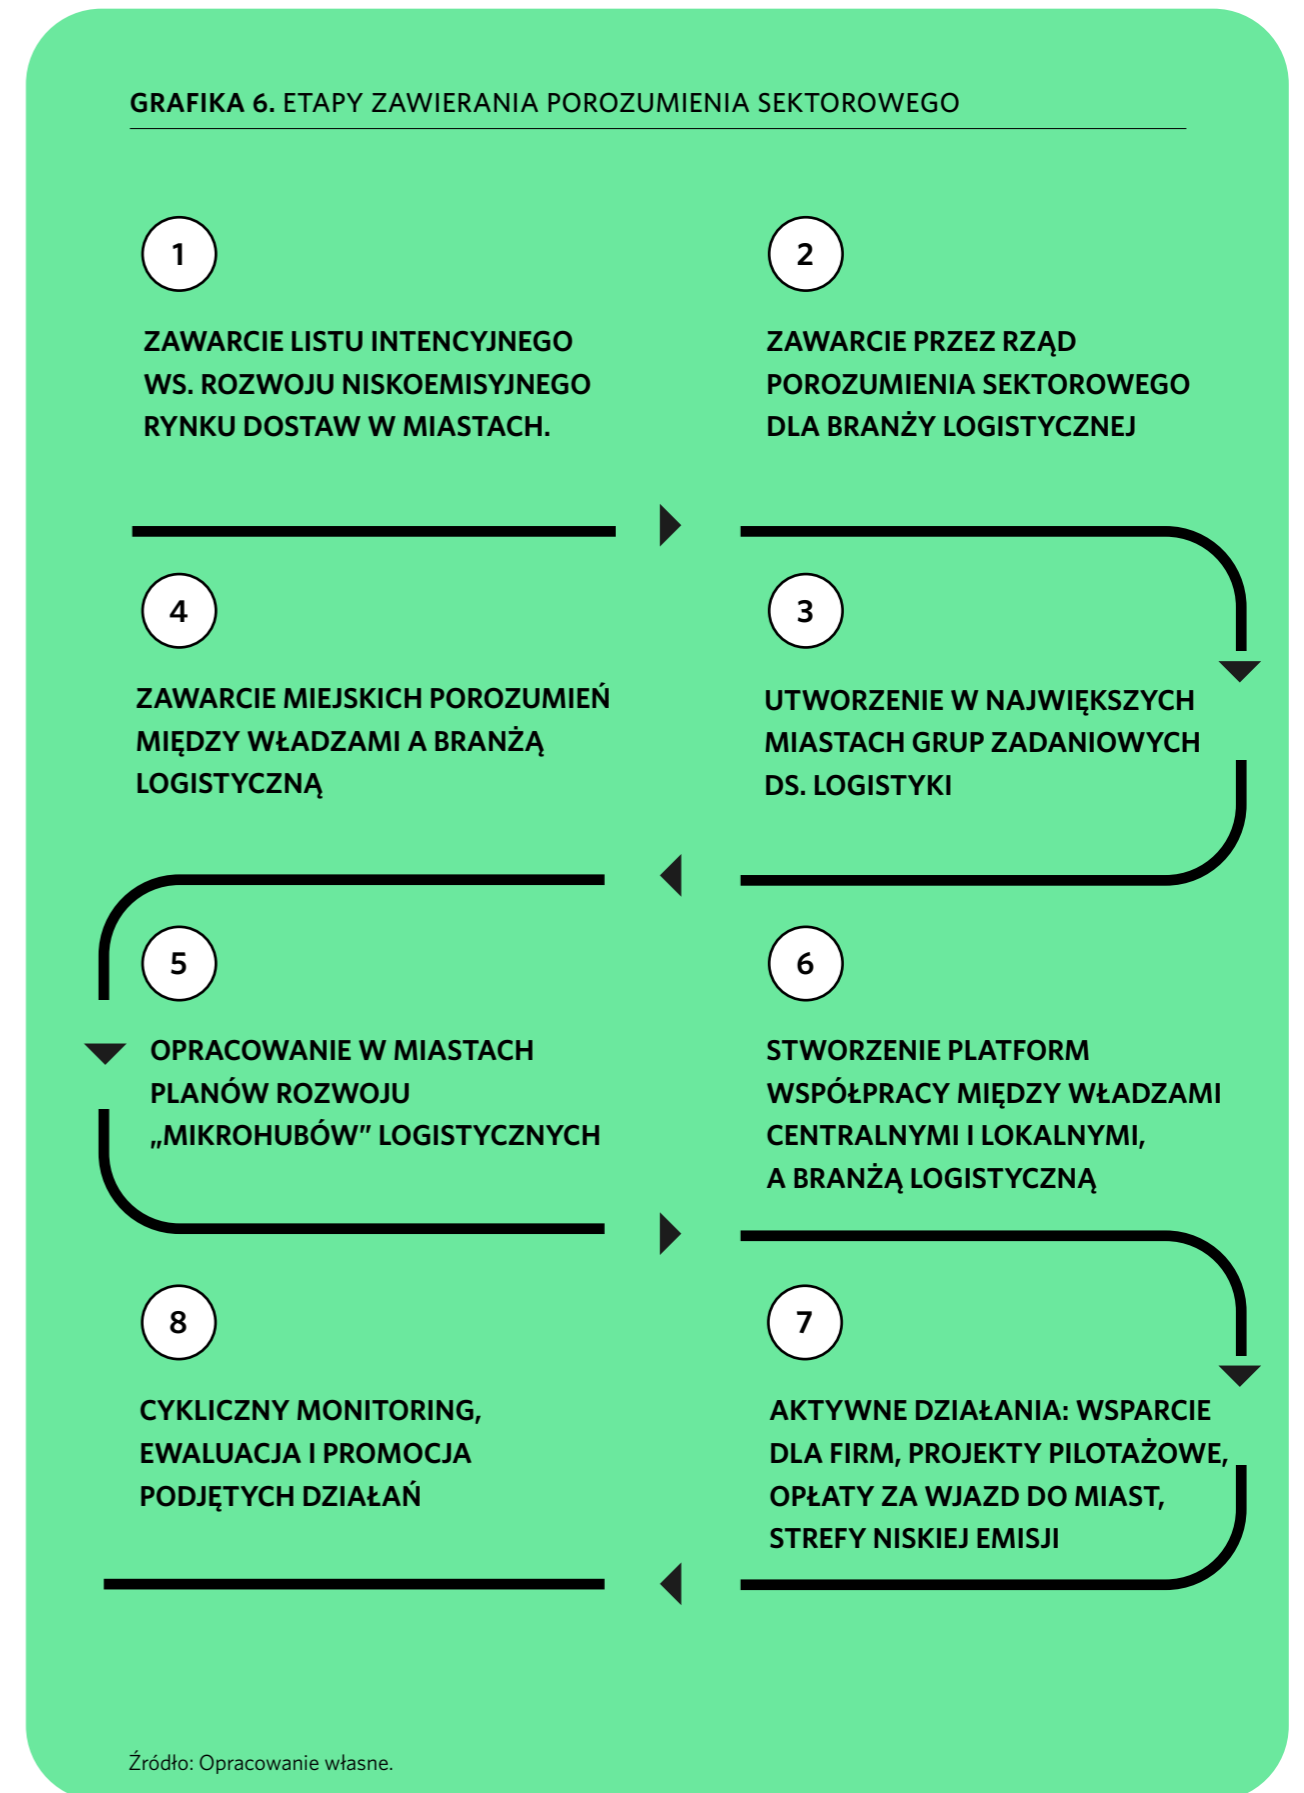 GRAFIKA 6. ETAPY ZAWIERANIA POROZUMIENIA SEKTOROWEGO
1
ZAWARCIE LISTU INTENCYJNEGO
WS. ROZWOJU NISKOEMISYJNEGO
RYNKU DOSTAW W MIASTACH.
2
ZAWARCIE PRZEZ RZĄD
POROZUMIENIA SEKTOROWEGO
DLA BRANŻY LOGISTYCZNEJ
3
UTWORZENIE W NAJWIĘKSZYCH
MIASTACH GRUP ZADANIOWYCH
DS. LOGISTYKI
4
ZAWARCIE MIEJSKICH POROZUMIEŃ
MIĘDZY WŁADZAMI A BRANŻĄ
LOGISTYCZNĄ
5
OPRACOWANIE W MIASTACH
PLANÓW ROZWOJU
„MIKROHUBÓW” LOGISTYCZNYCH
6
STWORZENIE PLATFORM
WSPÓŁPRACY MIĘDZY WŁADZAMI
CENTRALNYMI I LOKALNYMI,
A BRANŻĄ LOGISTYCZNĄ
7
AKTYWNE DZIAŁANIA: WSPARCIE
DLA FIRM, PROJEKTY PILOTAŻOWE,
OPŁATY ZA WJAZD DO MIAST,
STREFY NISKIEJ EMISJI
8
CYKLICZNY MONITORING,
EWALUACJA I PROMOCJA
PODJĘTYCH DZIAŁAŃ
Źródło: Opracowanie własne.